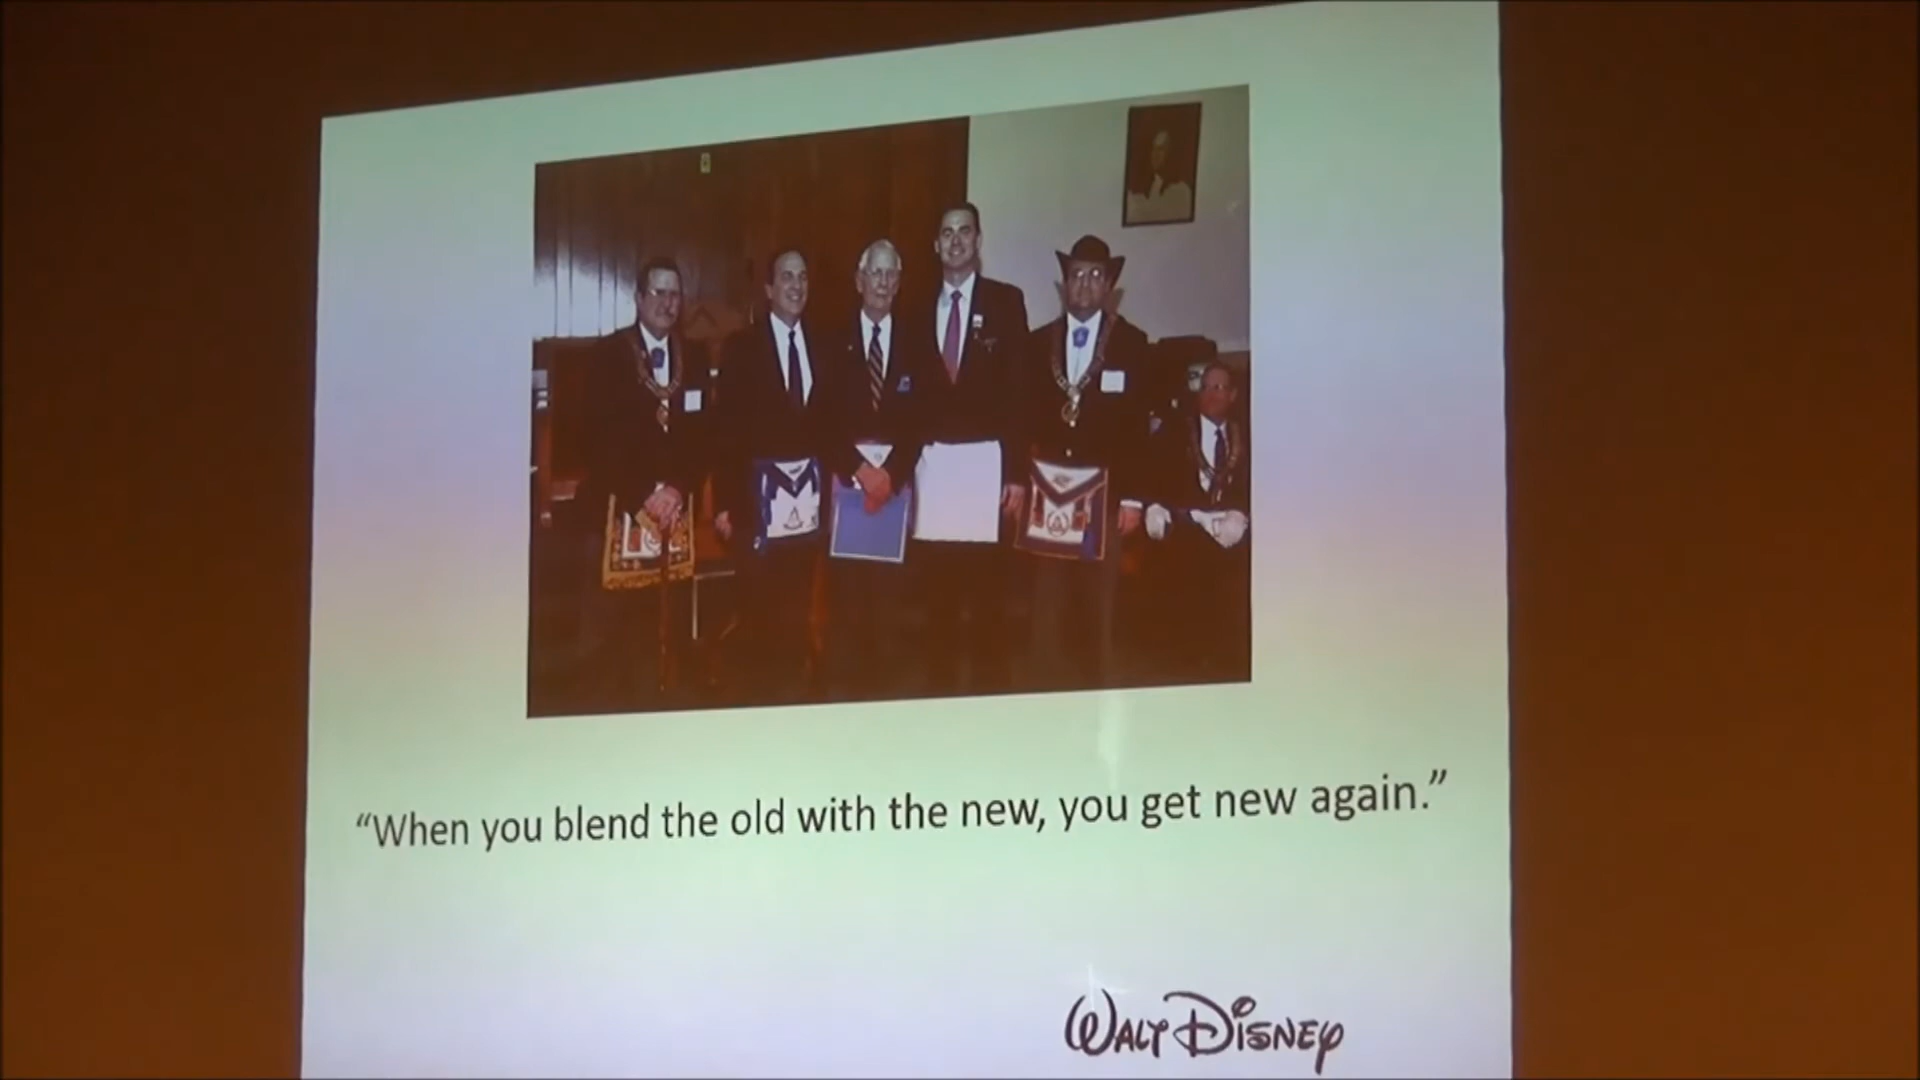 “When you blend the old with the new, you get new again.”
WALT DISNEY